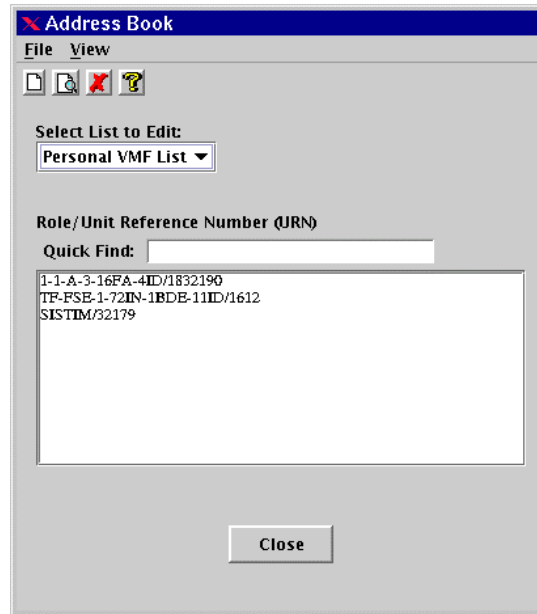 Address Book
File View
Select List to Edit:
Personal VMF List
Role/Unit Reference Number (URN)
Quick Find:
1-1-A-3-16FA-4ID/1832190
TF-FSE-1-72IN-1BDE-11ID/1612
SISTIM/32179
Close